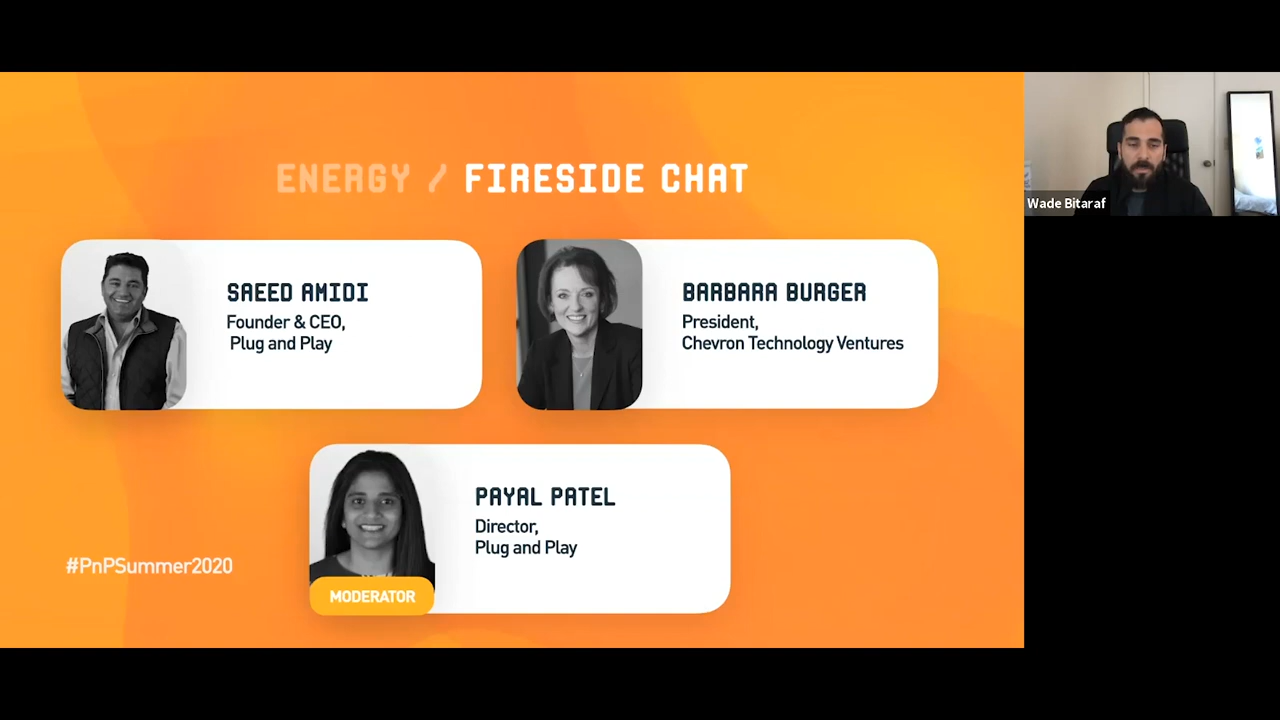 ENERGY / FIRESIDE CHAT
SAEED AMIDI
Founder & CEO,
Plug and Play
BARBARA BURGER
President,
Chevron Technology Ventures
PAYAL PATEL
Director,
Plug and Play
MODERATOR
#PnPSummer2020
Wade Bitaraf